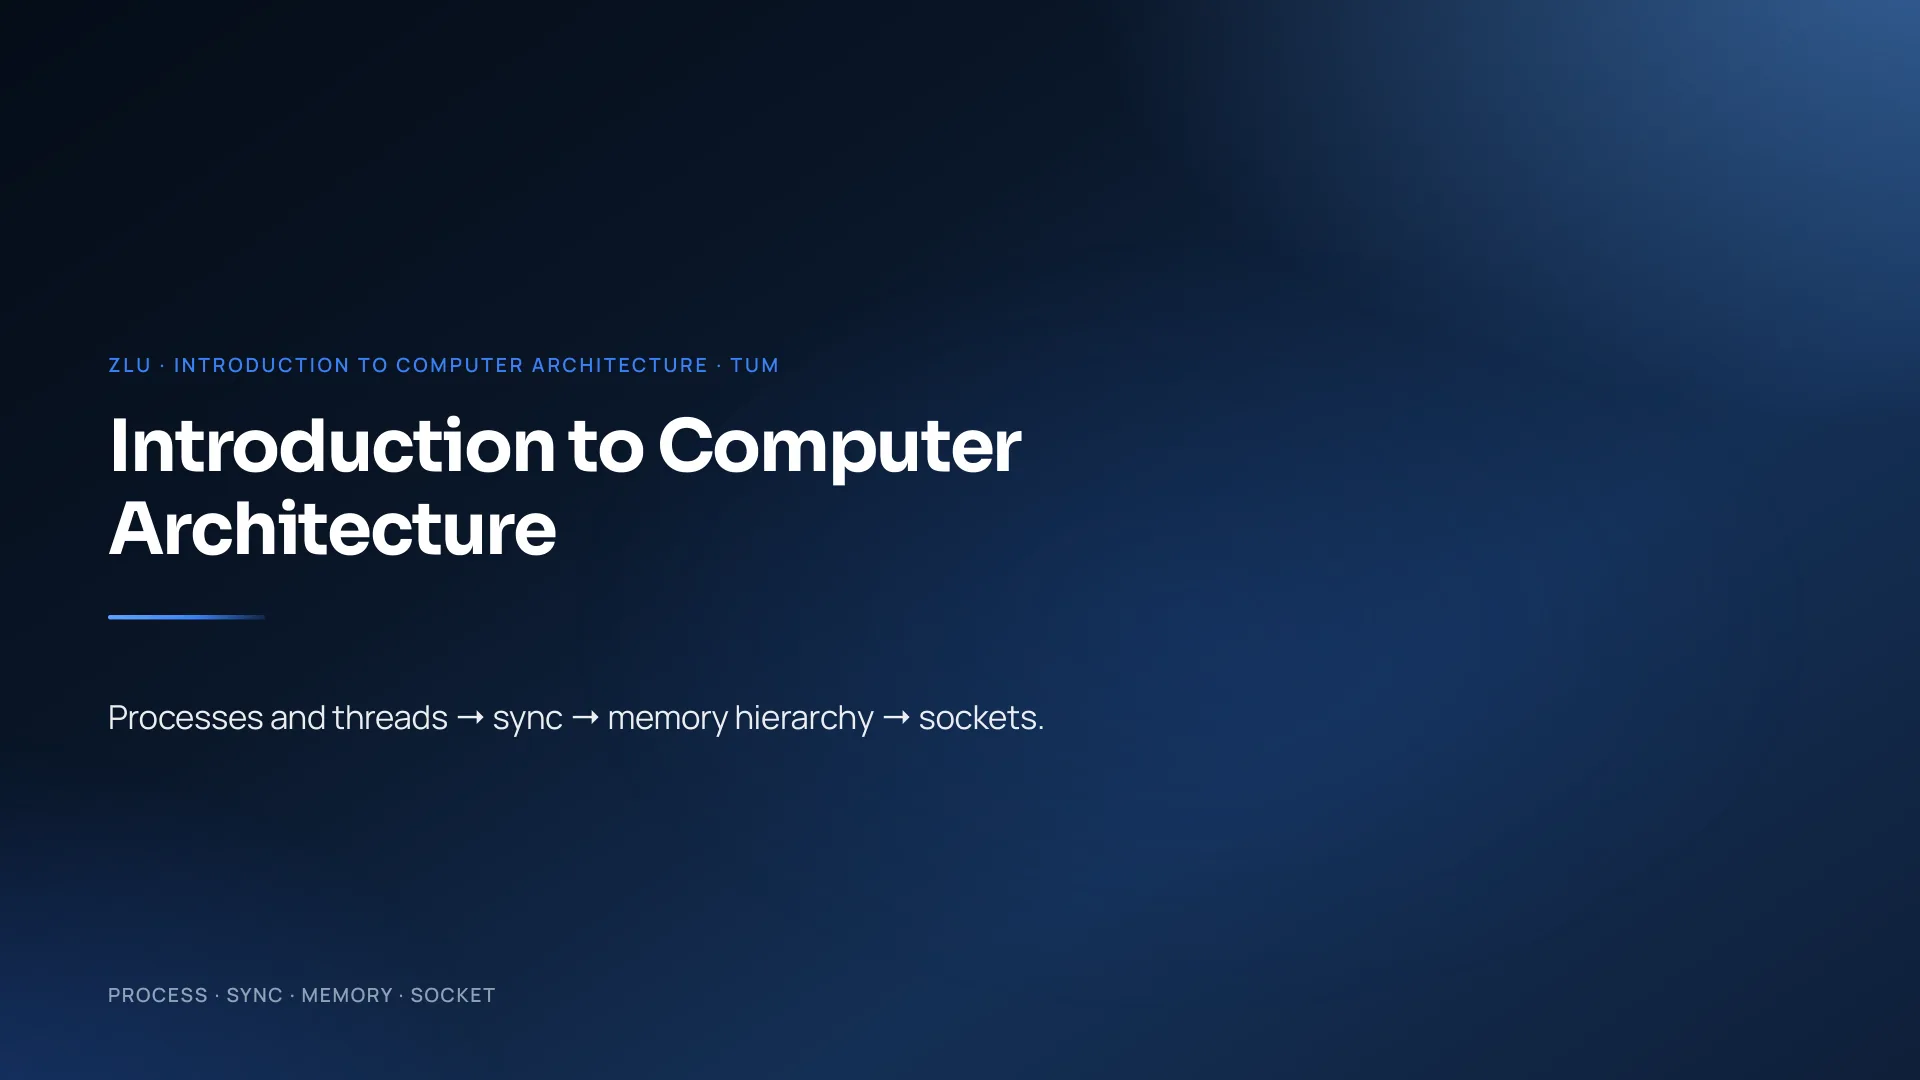 ZLU · INTRODUCTION TO COMPUTER ARCHITECTURE · TUM
Introduction to Computer
Architecture
Processes and threads → sync → memory hierarchy → sockets.
PROCESS · SYNC · MEMORY · SOCKET